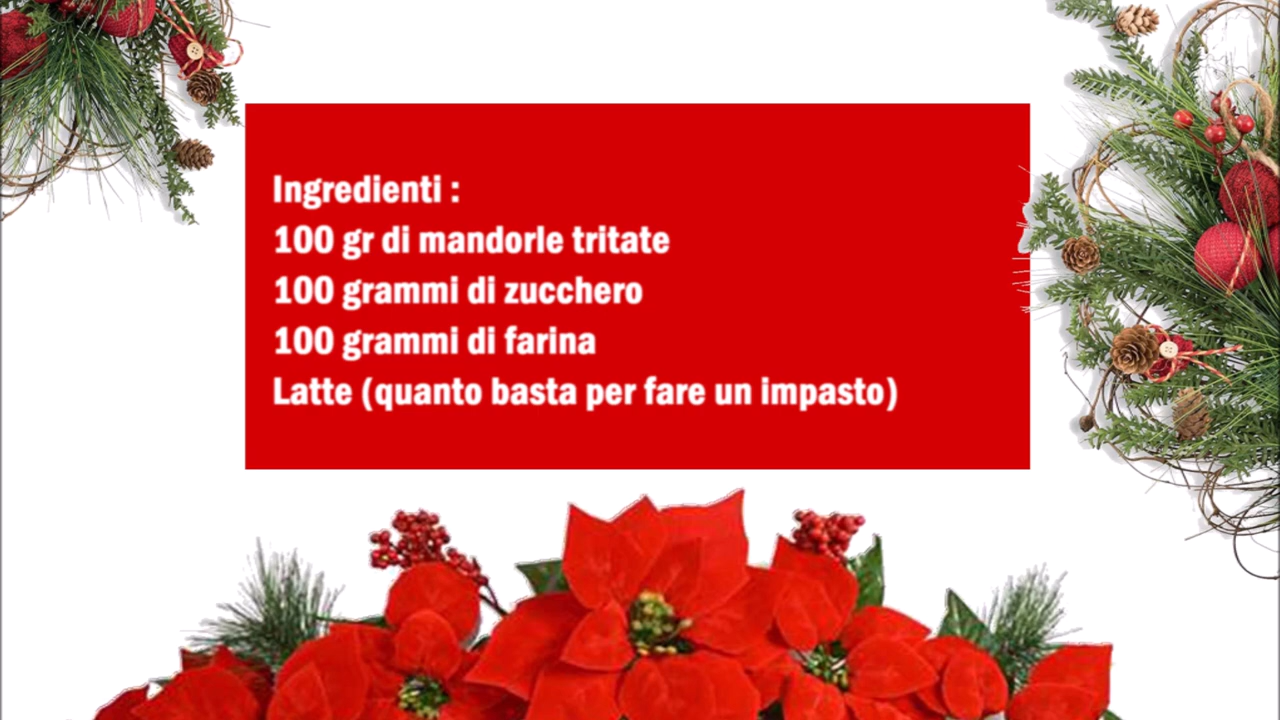 Ingredienti :
100 gr di mandorle tritate
100 grammi di zucchero
100 grammi di farina
Latte (quanto basta per fare un impasto)